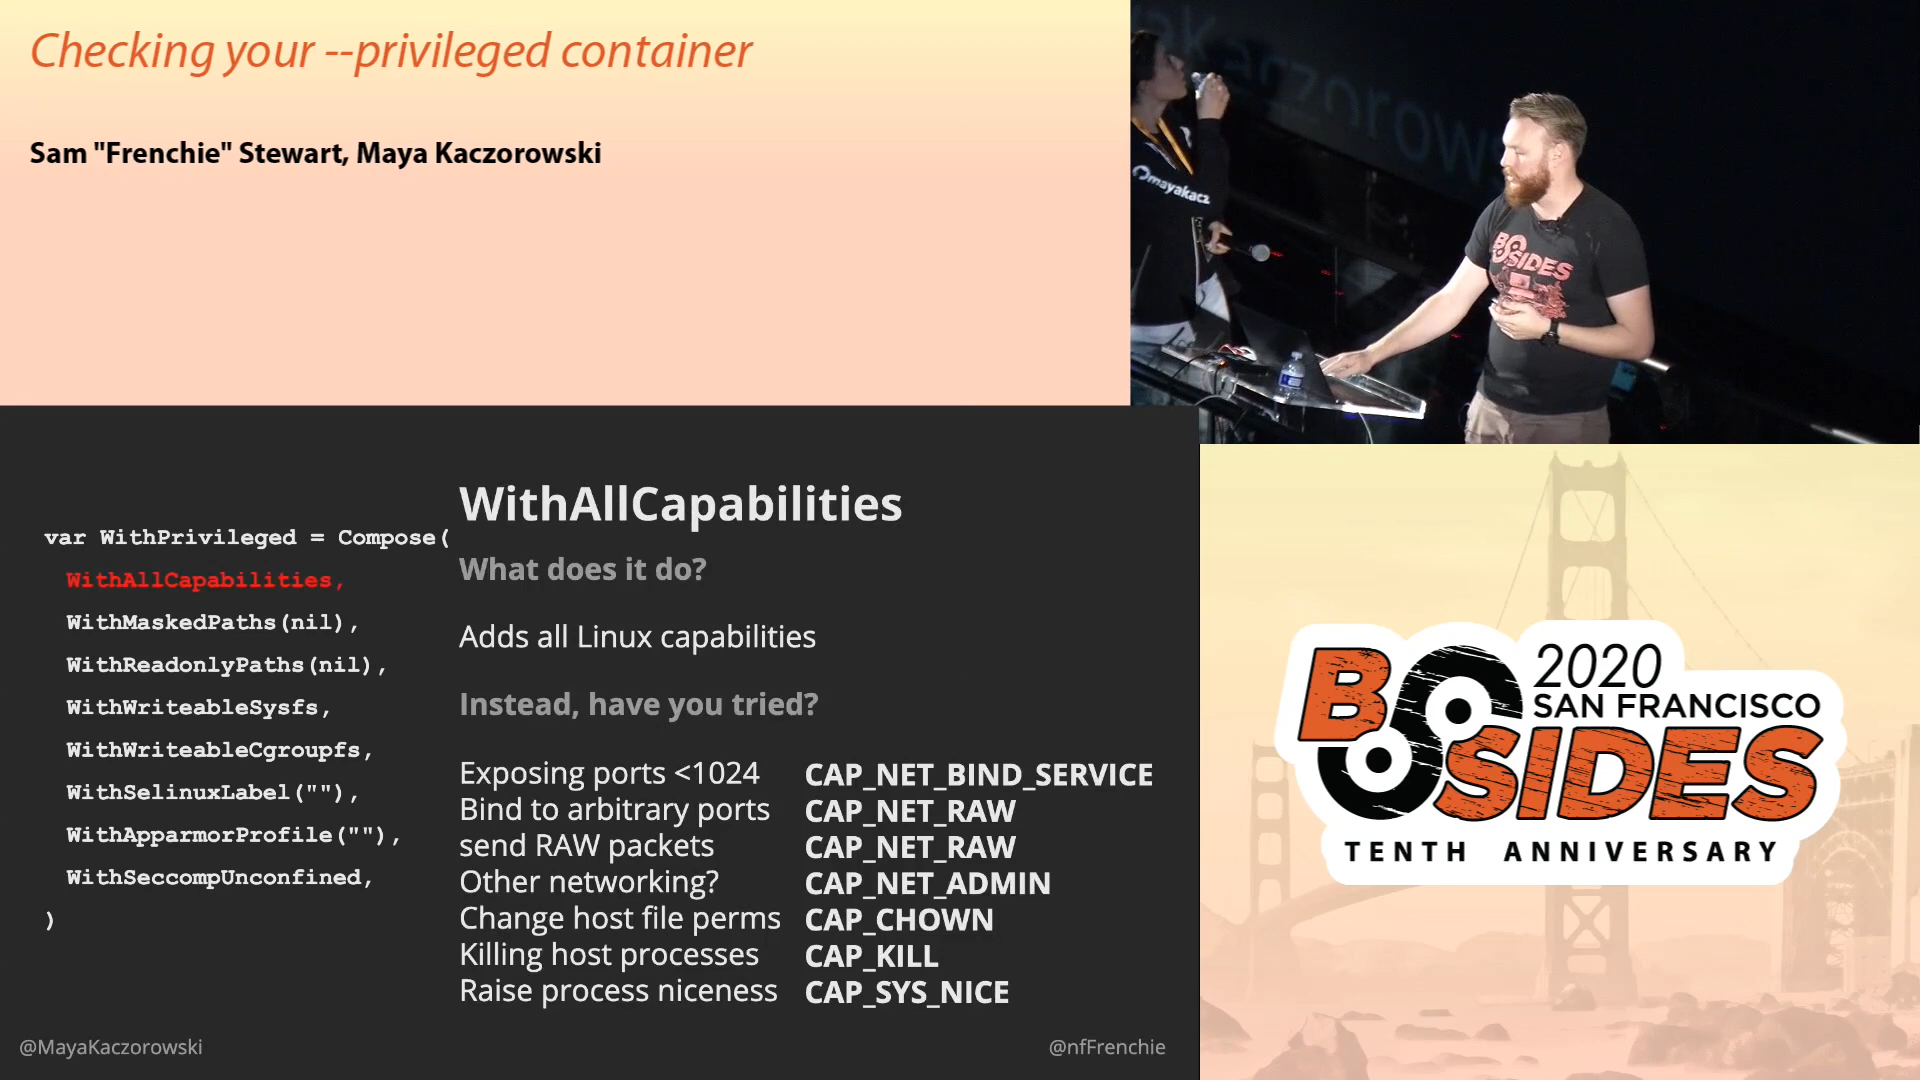 Checking your --privileged container
Sam "Frenchie" Stewart, Maya Kaczorowski
@mayakacz
BSIDES
WithAllCapabilities
var WithPrivileged = Compose(
WithAllCapabilities,
WithMaskedPaths(nil),
WithReadonlyPaths(nil),
WithWriteableSysfs,
WithWriteableCgroupfs,
WithSelinuxLabel(""),
WithApparmorProfile(""),
WithSeccompUnconfined,
)
What does it do?
Adds all Linux capabilities
Instead, have you tried?
Exposing ports <1024 CAP_NET_BIND_SERVICE
Bind to arbitrary ports CAP_NET_RAW
send RAW packets CAP_NET_RAW
Other networking? CAP_NET_ADMIN
Change host file perms CAP_CHOWN
Killing host processes CAP_KILL
Raise process niceness CAP_SYS_NICE
@MayaKaczorowski
@nfFrenchie
2020
SAN FRANCISCO
BSIDES
TENTH ANNIVERSARY